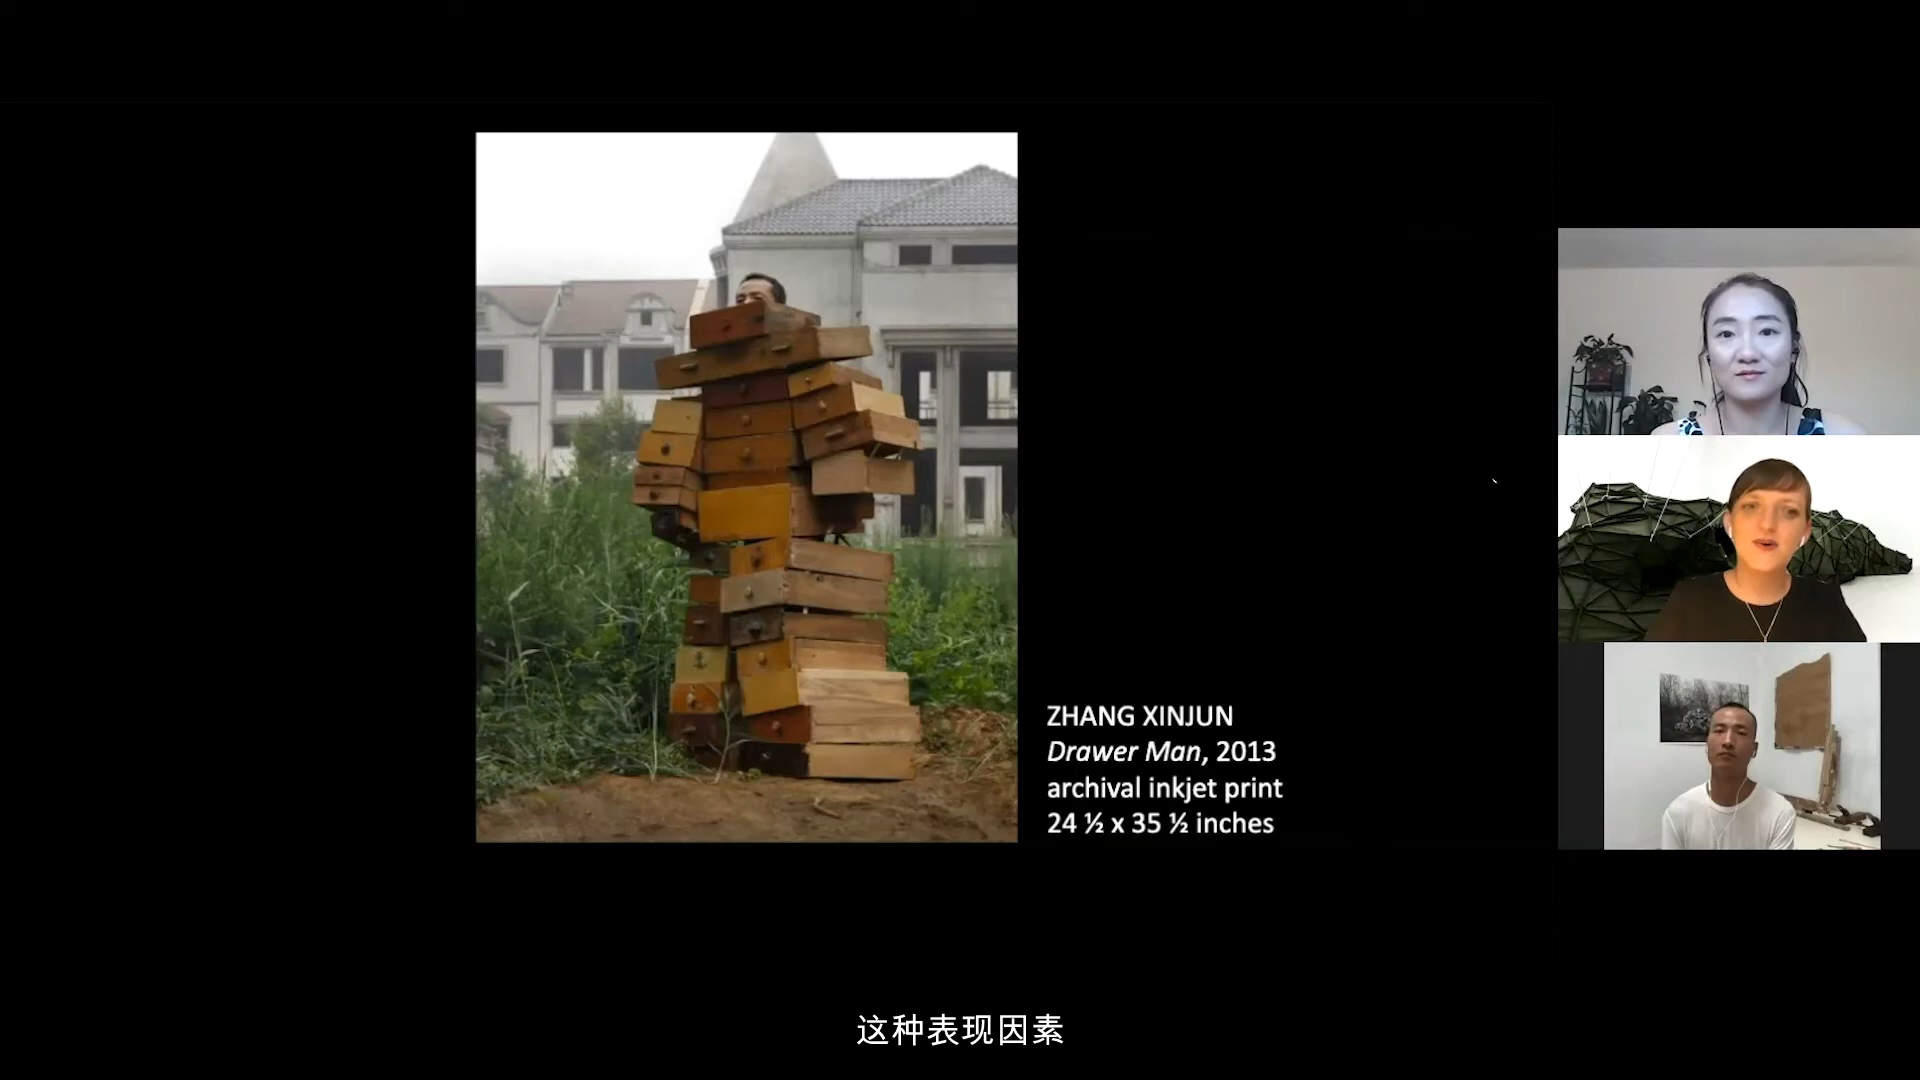 ZHANG XINJUN
Drawer Man, 2013
archival inkjet print
24 ½ x 35 ½ inches
这种表现因素